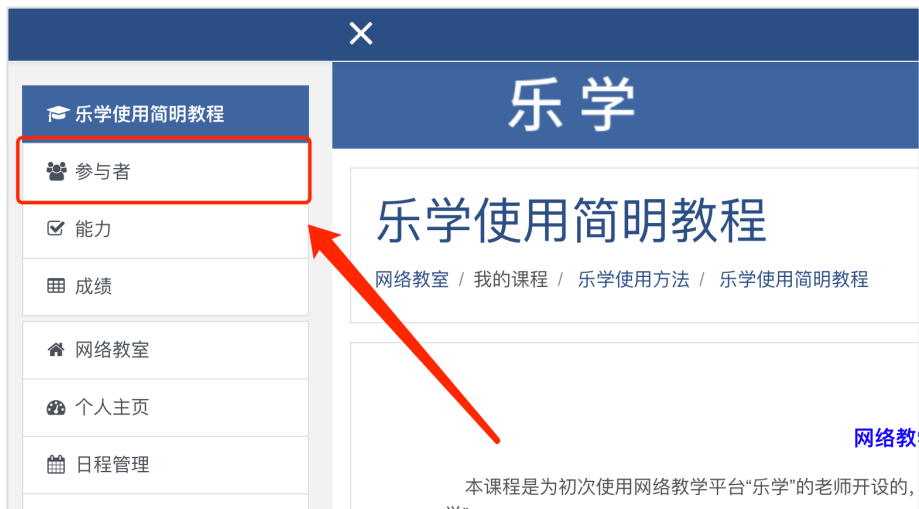 乐学使用简明教程
参与者
能力
成绩
网络教室
个人主页
日程管理
乐学
乐学使用简明教程
网络教室 / 我的课程 / 乐学使用方法 / 乐学使用简明教程
网络教
本课程是为初次使用网络教学平台“乐学”的老师开设的,